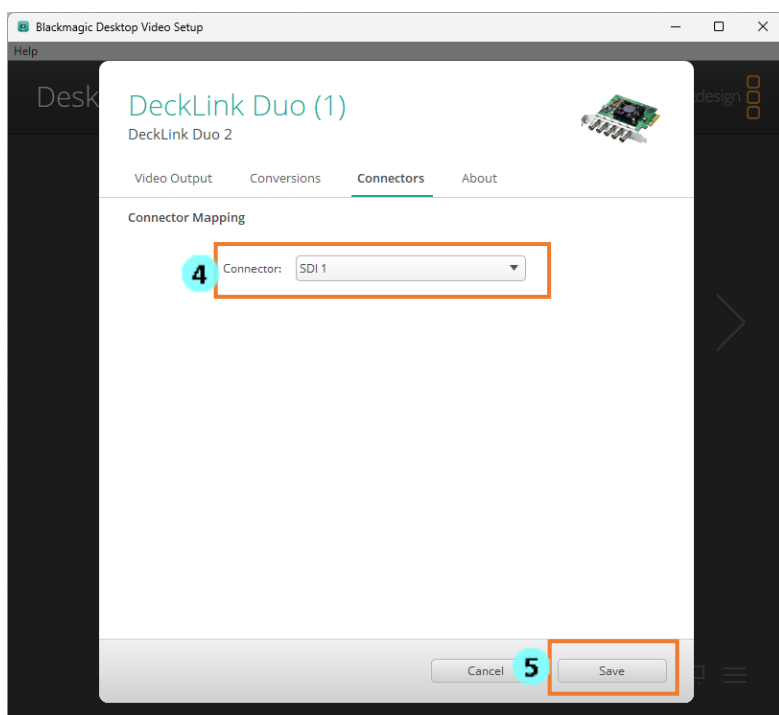 Blackmagic Desktop Video Setup
Help
Desk
design
DeckLink Duo (1)
DeckLink Duo 2
Video Output Conversions Connectors About
Connector Mapping
4 Connector: SDI 1
Cancel 5 Save